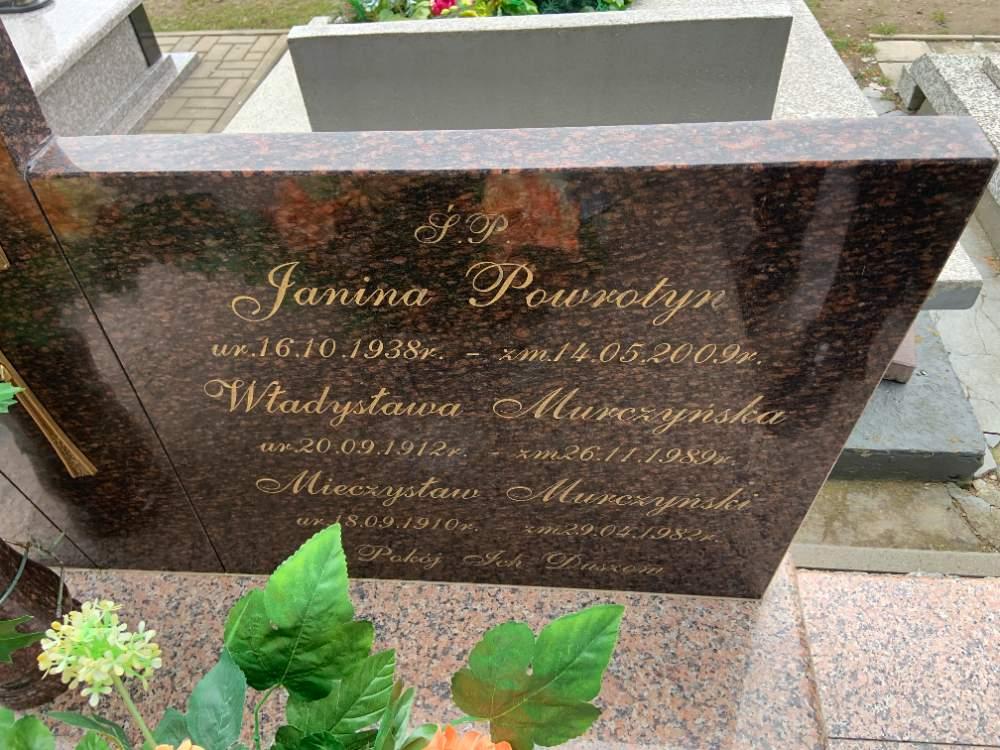 Ś.P.
Janina Powrotyn
ur.16.10.1938r. - zm.14.05.2009r.
Władysława Murczyńska
ur.20.09.1912r. - zm.26.11.1989r.
Mieczysław Murczyński
ur.18.09.1910r. zm.29.04.1982r.
Pokój Ich Duszom